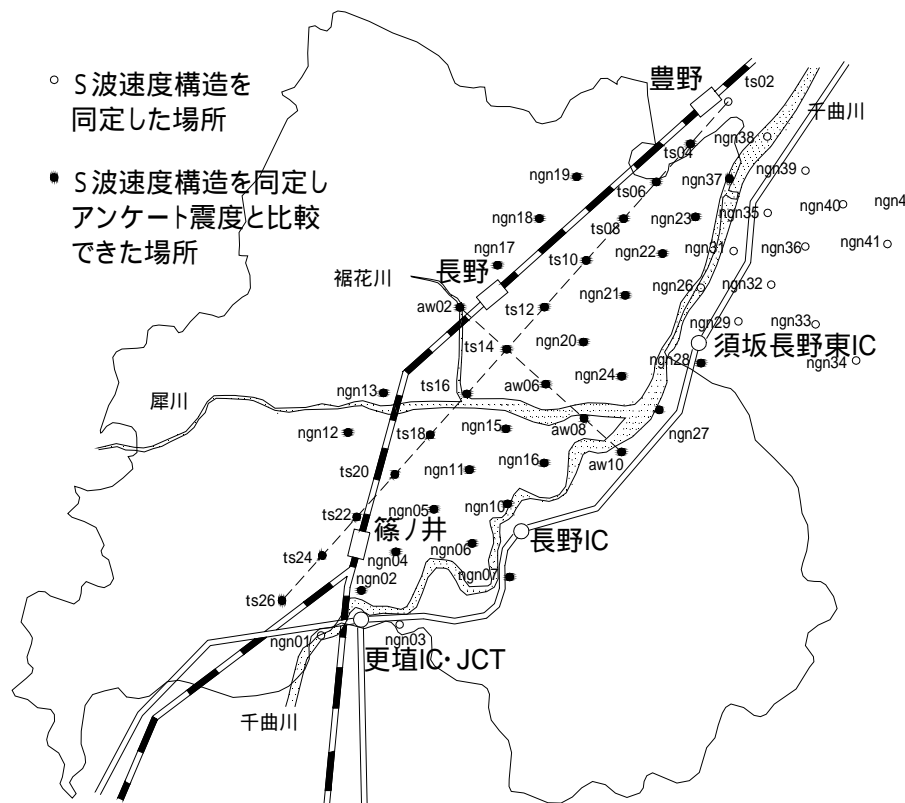 S波速度構造を
同定した場所
S波速度構造を同定し
アンケート震度と比較
できた場所
豊野
ts02
千曲川
ts04
ngn38
ngn39
ngn19
ts06
ngn37
ngn40
ngn4
ngn18
ts08
ngn23
ngn35
ngn17
ts10
ngn22
ngn31
ngn36
ngn41
長野
裾花川
aw02
ts12
ngn21
ngn26
ngn32
ngn29
ngn33
ts14
ngn20
須坂長野東IC
ngn28
ngn34
ngn13
ts16
aw06
ngn24
犀川
ngn12
ts18
ngn15
aw08
ngn27
ts20
ngn11
ngn16
aw10
ts22
ngn05
ngn10
篠ノ井
長野IC
ts24
ngn04
ngn06
ngn02
ngn07
ts26
ngn01
ngn03
更埴IC・JCT
千曲川